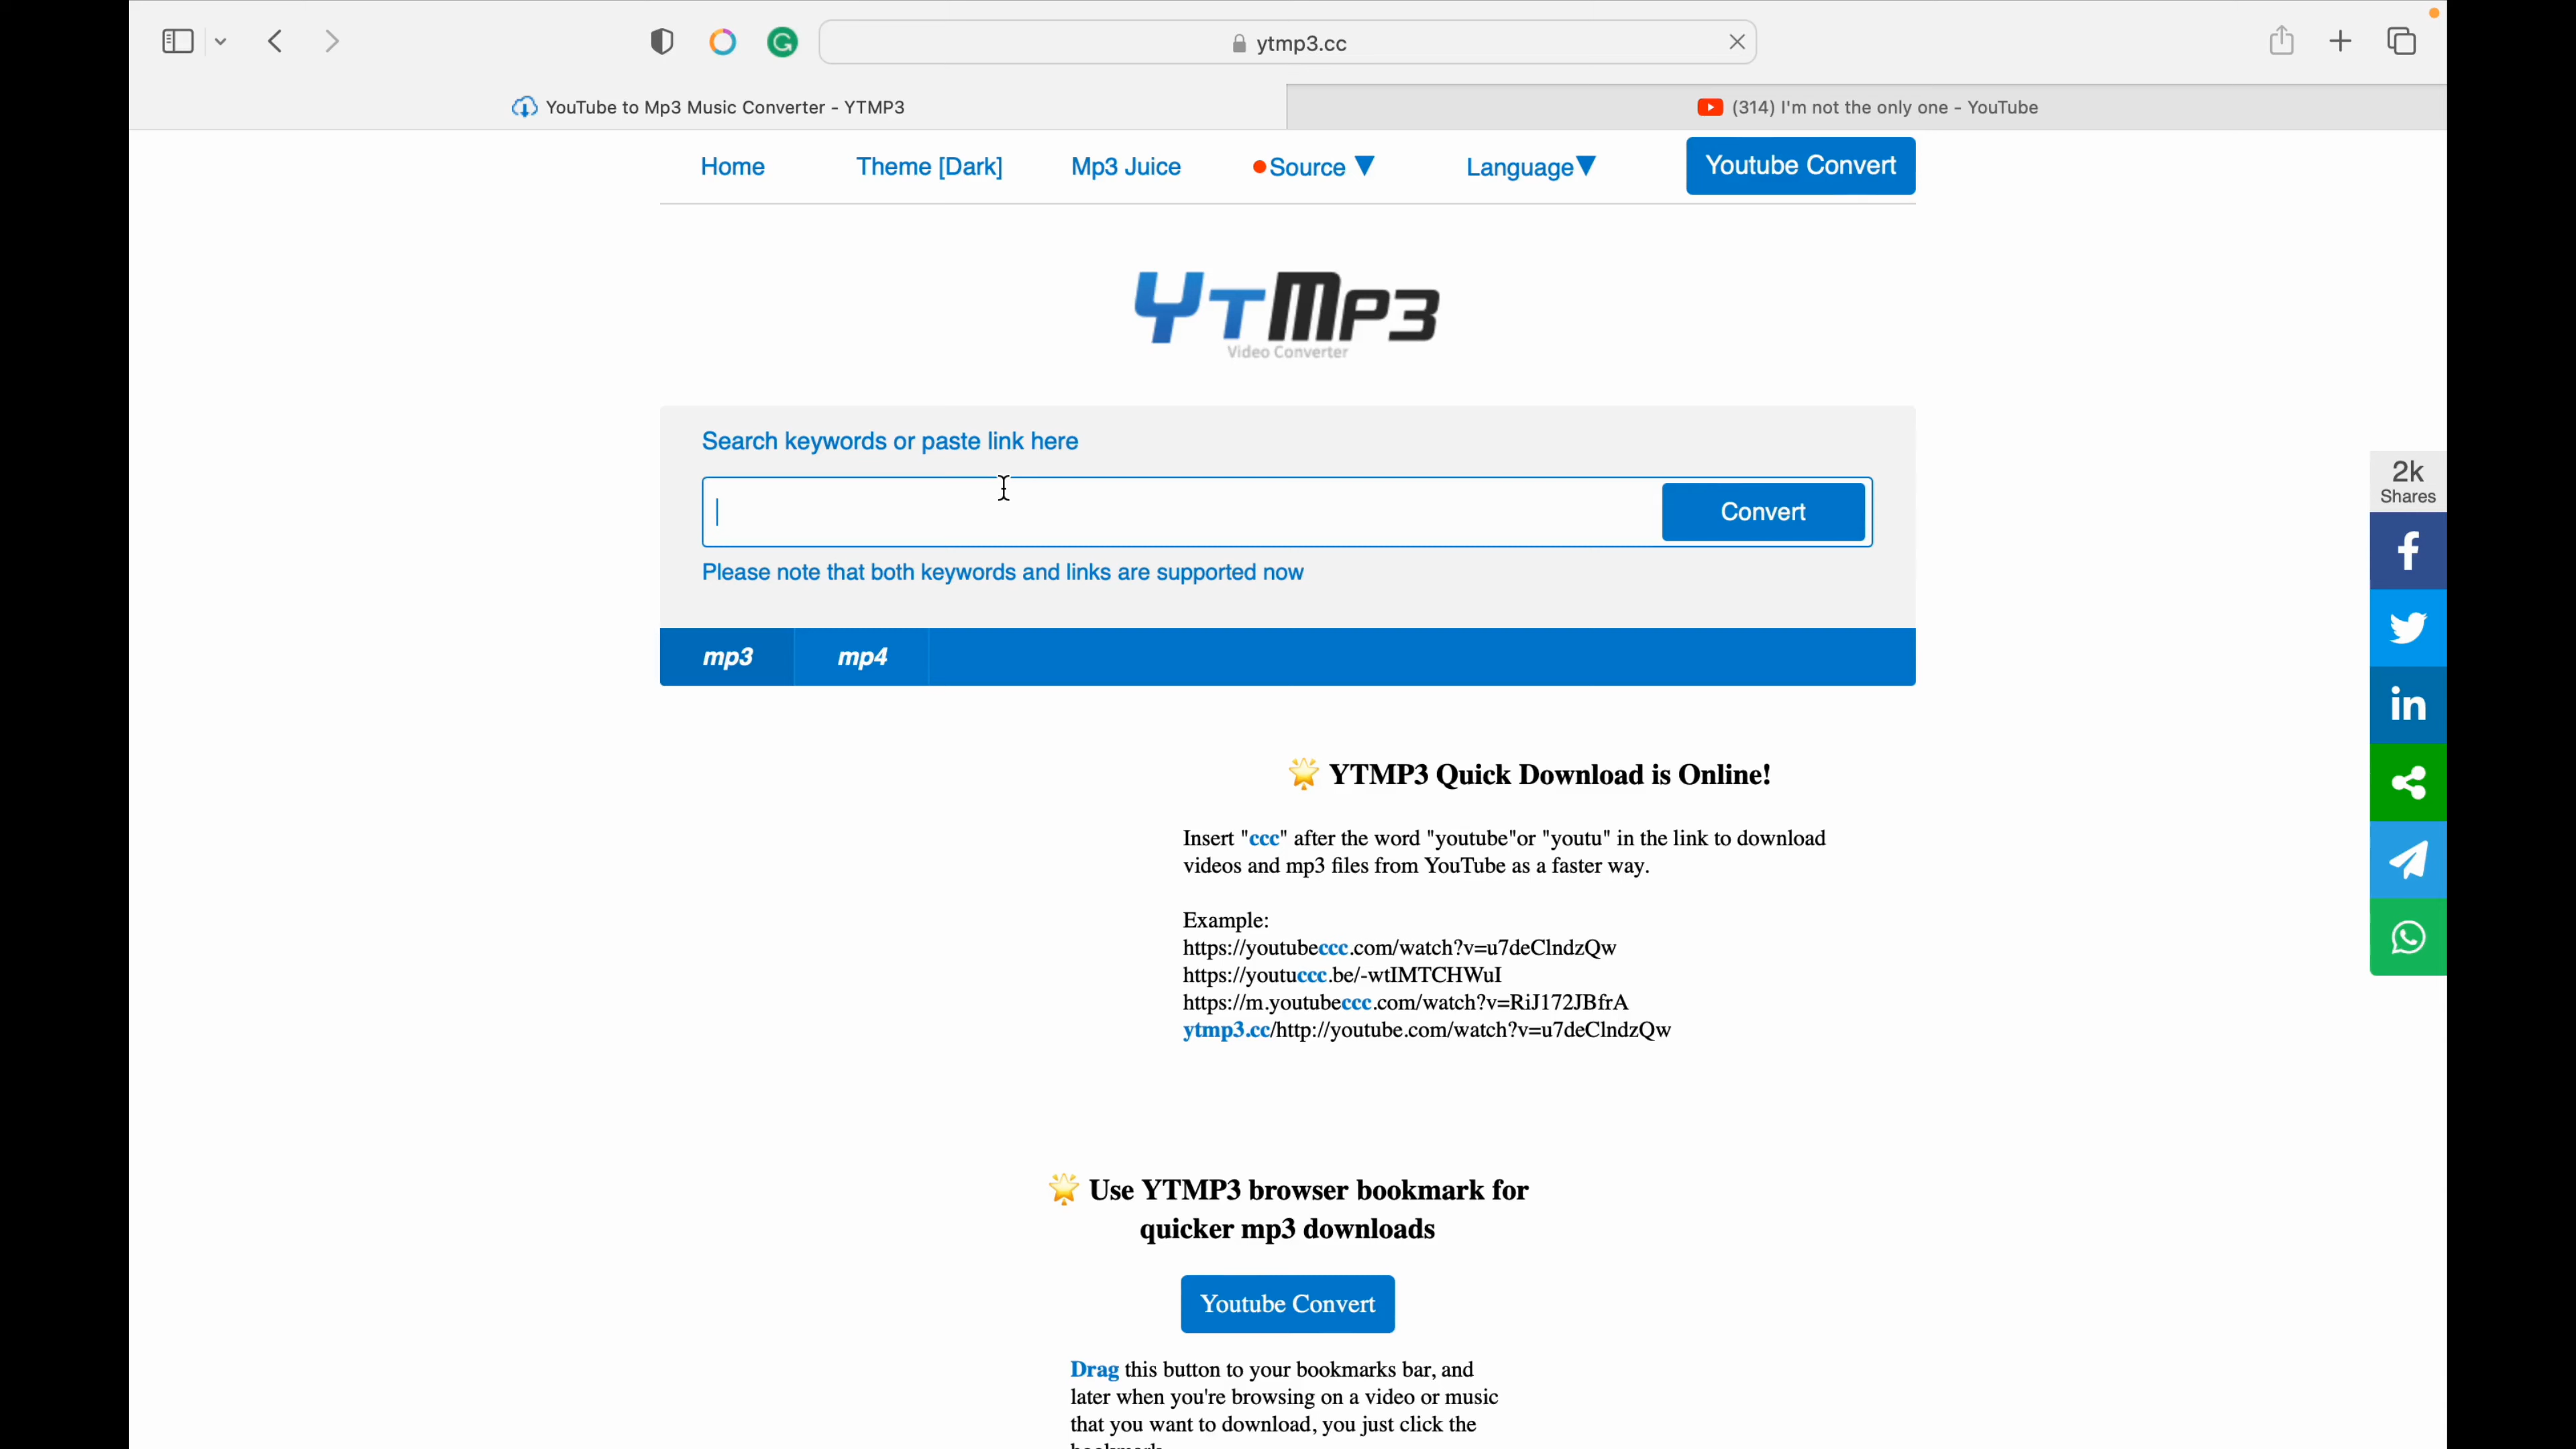 ytmp3.cc
YouTube to Mp3 Music Converter - YTMP3
(314) I'm not the only one - YouTube
Home Theme [Dark] Mp3 Juice Source ▼ Language▼ Youtube Convert
YTMP3
Video Converter
Search keywords or paste link here
Convert
Please note that both keywords and links are supported now
mp3 mp4
2k
Shares
YTMP3 Quick Download is Online!
Insert "ccc" after the word "youtube"or "youtu" in the link to download
videos and mp3 files from YouTube as a faster way.
Example:
https://youtubeccc.com/watch?v=u7deClndzQw
https://youtuccc.be/-wtIMTCHWuI
https://m.youtubeccc.com/watch?v=RiJ172JBfrA
ytmp3.cc/http://youtube.com/watch?v=u7deClndzQw
Use YTMP3 browser bookmark for
quicker mp3 downloads
Youtube Convert
Drag this button to your bookmarks bar, and
later when you're browsing on a video or music
that you want to download, you just click the